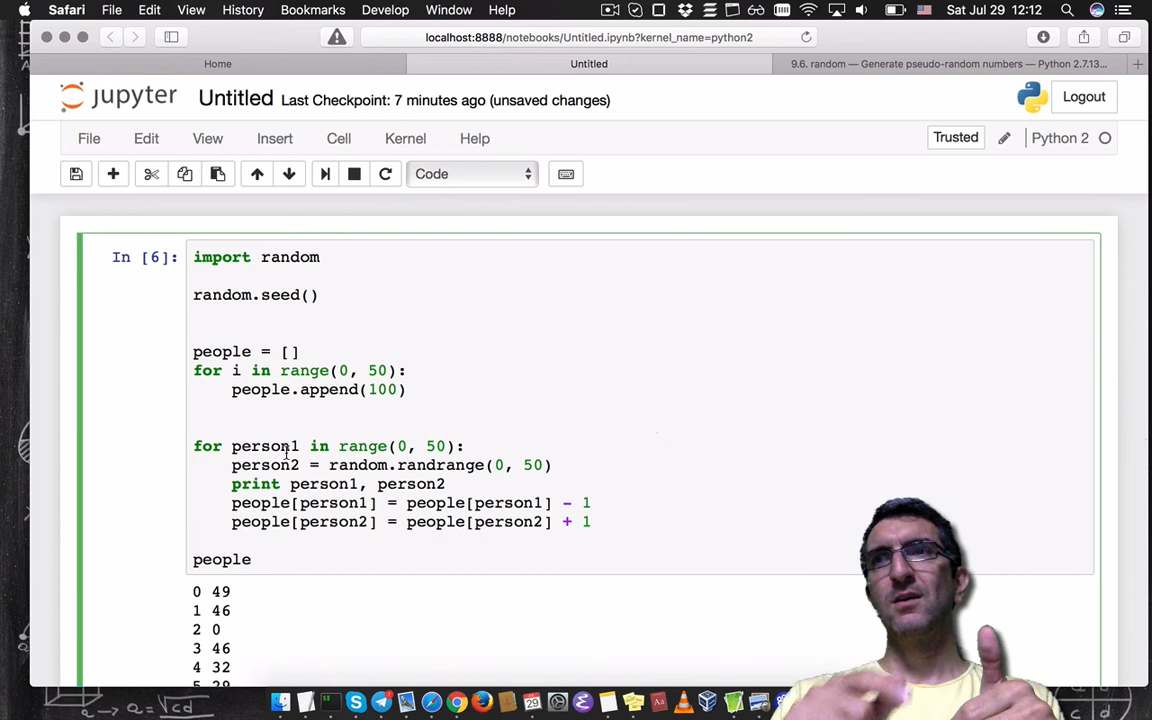 Safari File Edit View History Bookmarks Develop Window Help Sat Jul 29 12:12
localhost:8888/notebooks/Untitled.ipynb?kernel_name=python2
Home Untitled 9.6. random — Generate pseudo-random numbers — Python 2.7.13...
jupyter Untitled Last Checkpoint: 7 minutes ago (unsaved changes) Logout
File Edit View Insert Cell Kernel Help Trusted Python 2
Code
In [6]: import random
random.seed()
people = []
for i in range(0, 50):
people.append(100)
for person1 in range(0, 50):
person2 = random.randrange(0, 50)
print person1, person2
people[person1] = people[person1] - 1
people[person2] = people[person2] + 1
people
0 49
1 46
2 0
3 46
4 32
5 29
a → a = √cd